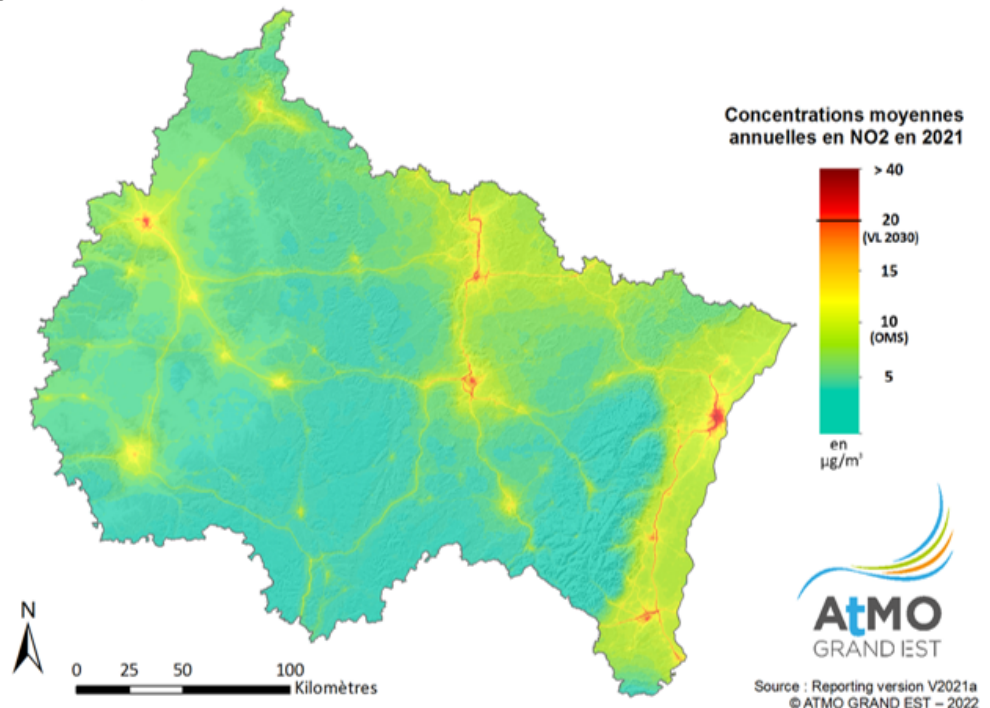 Concentrations moyennes
annuelles en NO2 en 2021
> 40
20
(VL 2030)
15
10
(OMS)
5
en
µg/m³
N
0 25 50 100
Kilomètres
AtMO
GRAND EST
Source : Reporting version V2021a
© ATMO GRAND EST – 2022